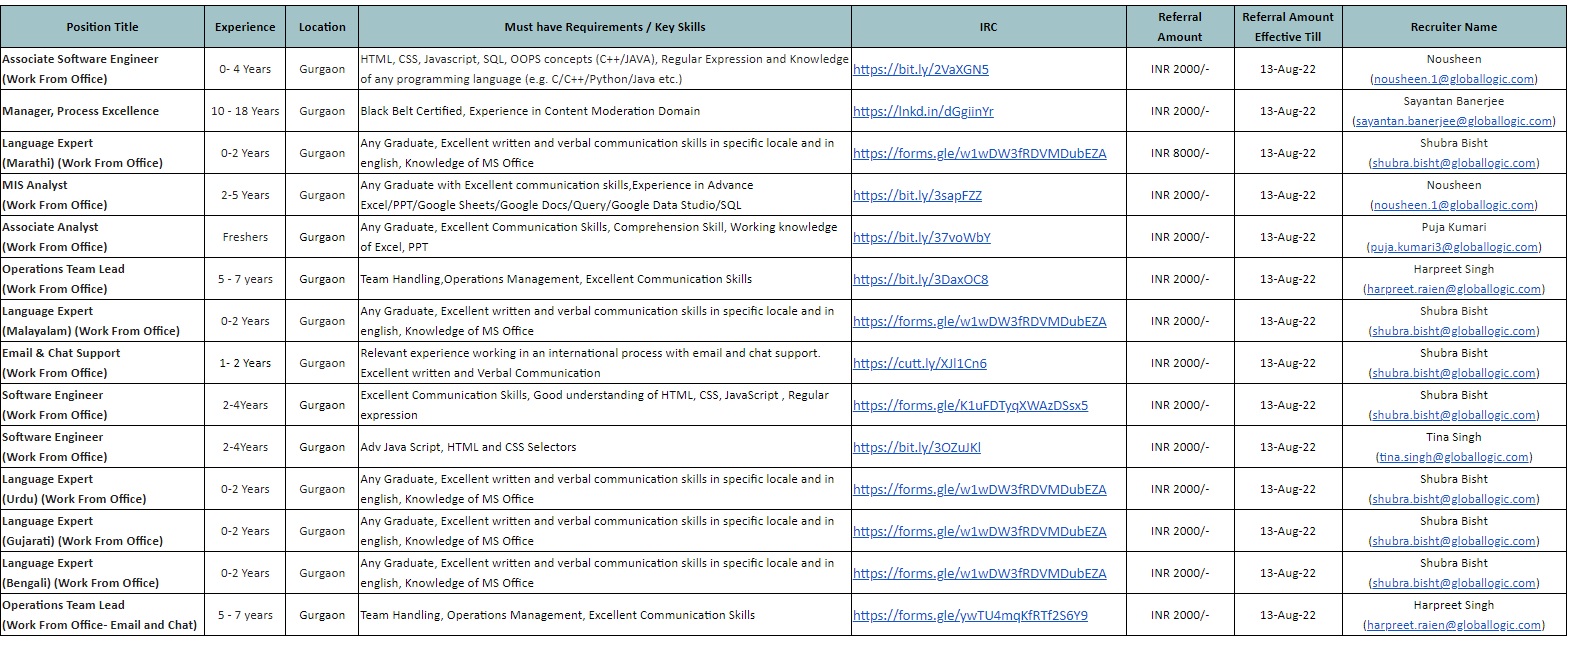 Position Title Experience Location Must have Requirements / Key Skills IRC Referral Amount Referral Amount Effective Till Recruiter Name
Associate Software Engineer
(Work From Office)
0- 4 Years
Gurgaon
HTML, CSS, Javascript, SQL, OOPS concepts (C++/JAVA), Regular Expression and Knowledge
of any programming language (e.g. C/C++/Python/Java etc.)
https://bit.ly/2VaXGN5
INR 2000/-
13-Aug-22
Nousheen
(nousheen.1@globallogic.com)
Manager, Process Excellence
10 - 18 Years
Gurgaon
Black Belt Certified, Experience in Content Moderation Domain
https://lnkd.in/dGgiinYr
INR 2000/-
13-Aug-22
Sayantan Banerjee
(sayantan.banerjee@globallogic.com)
Language Expert
(Marathi) (Work From Office)
0-2 Years
Gurgaon
Any Graduate, Excellent written and verbal communication skills in specific locale and in
english, Knowledge of MS Office
https://forms.gle/w1wDW3fRDVMDubEZA
INR 8000/-
13-Aug-22
Shubra Bisht
(shubra.bisht@globallogic.com)
MIS Analyst
(Work From Office)
2-5 Years
Gurgaon
Any Graduate with Excellent communication skills,Experience in Advance
Excel/PPT/Google Sheets/Google Docs/Query/Google Data Studio/SQL
https://bit.ly/3sapFZZ
INR 2000/-
13-Aug-22
Nousheen
(nousheen.1@globallogic.com)
Associate Analyst
(Work From Office)
Freshers
Gurgaon
Any Graduate, Excellent Communication Skills, Comprehension Skill, Working knowledge
of Excel, PPT
https://bit.ly/37voWbY
INR 2000/-
13-Aug-22
Puja Kumari
(puja.kumari3@globallogic.com)
Operations Team Lead
(Work From Office)
5 - 7 years
Gurgaon
Team Handling,Operations Management, Excellent Communication Skills
https://bit.ly/3DaxOC8
INR 2000/-
13-Aug-22
Harpreet Singh
(harpreet.raien@globallogic.com)
Language Expert
(Malayalam) (Work From Office)
0-2 Years
Gurgaon
Any Graduate, Excellent written and verbal communication skills in specific locale and in
english, Knowledge of MS Office
https://forms.gle/w1wDW3fRDVMDubEZA
INR 2000/-
13-Aug-22
Shubra Bisht
(shubra.bisht@globallogic.com)
Email & Chat Support
(Work From Office)
1- 2 Years
Gurgaon
Relevant experience working in an international process with email and chat support.
Excellent written and Verbal Communication
https://cutt.ly/XJl1Cn6
INR 2000/-
13-Aug-22
Shubra Bisht
(shubra.bisht@globallogic.com)
Software Engineer
(Work From Office)
2-4Years
Gurgaon
Excellent Communication Skills, Good understanding of HTML, CSS, JavaScript , Regular
expression
https://forms.gle/K1uFDTyqXWAzDSsx5
INR 2000/-
13-Aug-22
Shubra Bisht
(shubra.bisht@globallogic.com)
Software Engineer
(Work From Office)
2-4Years
Gurgaon
Adv Java Script, HTML and CSS Selectors
https://bit.ly/3OZuJKl
INR 2000/-
13-Aug-22
Tina Singh
(tina.singh@globallogic.com)
Language Expert
(Urdu) (Work From Office)
0-2 Years
Gurgaon
Any Graduate, Excellent written and verbal communication skills in specific locale and in
english, Knowledge of MS Office
https://forms.gle/w1wDW3fRDVMDubEZA
INR 2000/-
13-Aug-22
Shubra Bisht
(shubra.bisht@globallogic.com)
Language Expert
(Gujarati) (Work From Office)
0-2 Years
Gurgaon
Any Graduate, Excellent written and verbal communication skills in specific locale and in
english, Knowledge of MS Office
https://forms.gle/w1wDW3fRDVMDubEZA
INR 2000/-
13-Aug-22
Shubra Bisht
(shubra.bisht@globallogic.com)
Language Expert
(Bengali) (Work From Office)
0-2 Years
Gurgaon
Any Graduate, Excellent written and verbal communication skills in specific locale and in
english, Knowledge of MS Office
https://forms.gle/w1wDW3fRDVMDubEZA
INR 2000/-
13-Aug-22
Shubra Bisht
(shubra.bisht@globallogic.com)
Operations Team Lead
(Work From Office- Email and Chat)
5 - 7 years
Gurgaon
Team Handling, Operations Management, Excellent Communication Skills
https://forms.gle/ywTU4mqKfRTf2S6Y9
INR 2000/-
13-Aug-22
Harpreet Singh
(harpreet.raien@globallogic.com)